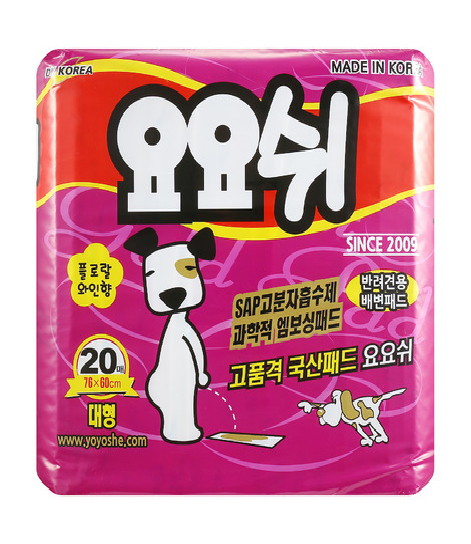 KOREA
MADE IN KOREA
요요쉬
SINCE 2009
플로랄
와인향
SAP고분자흡수제
과학적 엠보싱패드
반려견용
배변패드
고품격 국산패드 요요쉬
20매
76×60cm
대형
www.yoyoshe.com